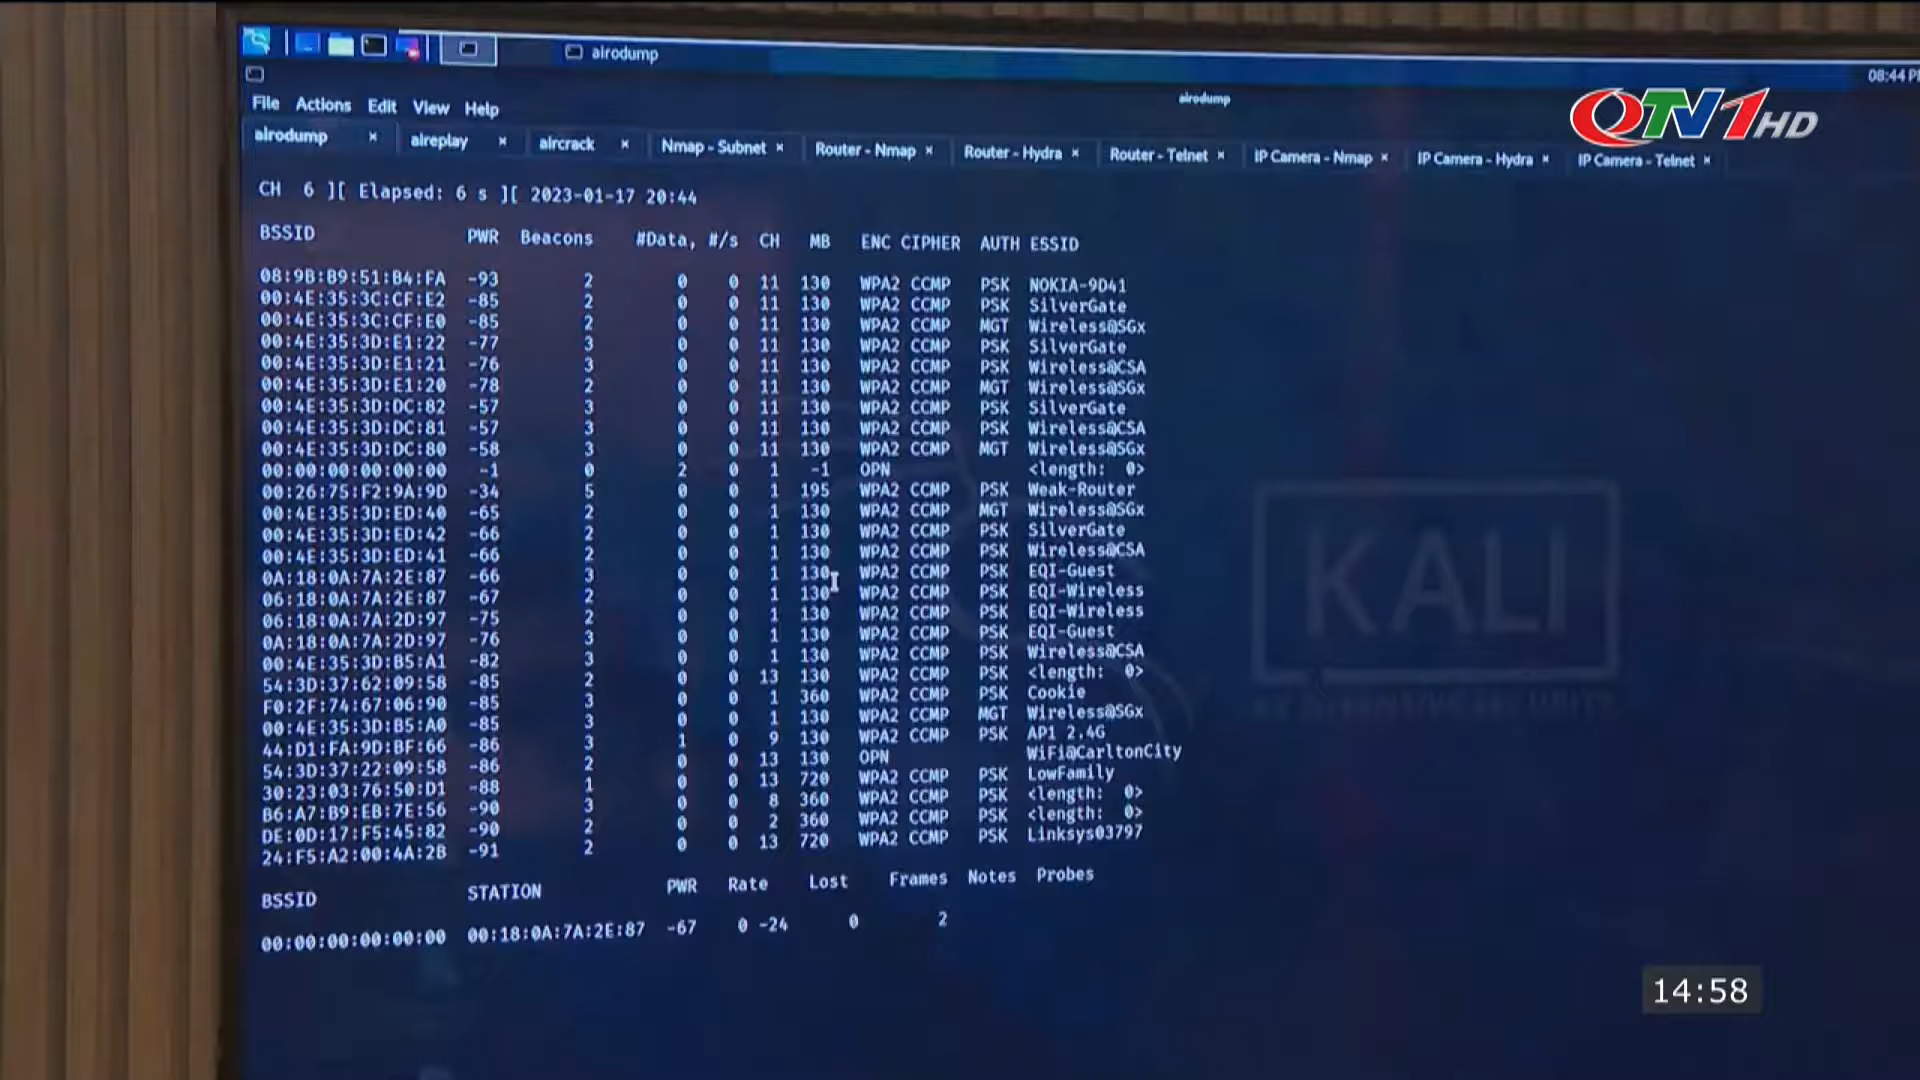 airodump
08:44 P
QTV1HD
airodump
File Actions Edit View Help
airodump × aireplay × aircrack × Nmap - Subnet × Router - Nmap × Router - Hydra × Router - Telnet × IP Camera - Nmap × IP Camera - Hydra × IP Camera - Telnet ×
CH 6 ][ Elapsed: 6 s ][ 2023-01-17 20:44
BSSID PWR Beacons #Data, #/s CH MB ENC CIPHER AUTH ESSID
08:9B:B9:51:B4:FA -93 2 0 0 11 130 WPA2 CCMP PSK NOKIA-9D41
00:4E:35:3C:CF:E2 -85 2 0 0 11 130 WPA2 CCMP PSK SilverGate
00:4E:35:3C:CF:E0 -85 2 0 0 11 130 WPA2 CCMP MGT Wireless@SGx
00:4E:35:3D:E1:22 -77 3 0 0 11 130 WPA2 CCMP PSK SilverGate
00:4E:35:3D:E1:21 -76 3 0 0 11 130 WPA2 CCMP PSK Wireless@CSA
00:4E:35:3D:E1:20 -78 2 0 0 11 130 WPA2 CCMP MGT Wireless@SGx
00:4E:35:3D:DC:82 -57 3 0 0 11 130 WPA2 CCMP PSK SilverGate
00:4E:35:3D:DC:81 -57 3 0 0 11 130 WPA2 CCMP PSK Wireless@CSA
00:4E:35:3D:DC:80 -58 3 0 0 11 130 WPA2 CCMP MGT Wireless@SGx
00:00:00:00:00:00 -1 0 2 0 1 -1 OPN <length: 0>
00:26:75:F2:9A:9D -34 5 0 0 1 195 WPA2 CCMP PSK Weak-Router
00:4E:35:3D:ED:40 -65 2 0 0 1 130 WPA2 CCMP MGT Wireless@SGx
00:4E:35:3D:ED:42 -66 2 0 0 1 130 WPA2 CCMP PSK SilverGate
00:4E:35:3D:ED:41 -66 2 0 0 1 130 WPA2 CCMP PSK Wireless@CSA
0A:18:0A:7A:2E:87 -66 3 0 0 1 130 WPA2 CCMP PSK EQI-Guest
06:18:0A:7A:2E:87 -67 2 0 0 1 130 WPA2 CCMP PSK EQI-Wireless
06:18:0A:7A:2D:97 -75 2 0 0 1 130 WPA2 CCMP PSK EQI-Wireless
0A:18:0A:7A:2D:97 -76 3 0 0 1 130 WPA2 CCMP PSK EQI-Guest
00:4E:35:3D:B5:A1 -82 3 0 0 1 130 WPA2 CCMP PSK Wireless@CSA
54:3D:37:62:09:58 -85 2 0 0 13 130 WPA2 CCMP PSK <length: 0>
F0:2F:74:67:06:90 -85 3 0 0 1 360 WPA2 CCMP PSK Cookie
00:4E:35:3D:B5:A0 -85 3 0 0 1 130 WPA2 CCMP MGT Wireless@SGx
44:D1:FA:9D:BF:66 -86 3 1 0 9 130 WPA2 CCMP PSK AP1 2.4G
54:3D:37:22:09:58 -86 2 0 0 13 130 OPN WiFi@CarltonCity
30:23:03:76:50:D1 -88 1 0 0 13 720 WPA2 CCMP PSK LowFamily
B6:A7:B9:EB:7E:56 -90 3 0 0 8 360 WPA2 CCMP PSK <length: 0>
DE:0D:17:F5:45:82 -90 2 0 0 2 360 WPA2 CCMP PSK <length: 0>
24:F5:A2:00:4A:2B -91 2 0 0 13 720 WPA2 CCMP PSK Linksys03797
BSSID STATION PWR Rate Lost Frames Notes Probes
00:00:00:00:00:00 00:18:0A:7A:2E:87 -67 0 -24 0 2
KALI
BY OFFENSIVE SECURITY
14:58